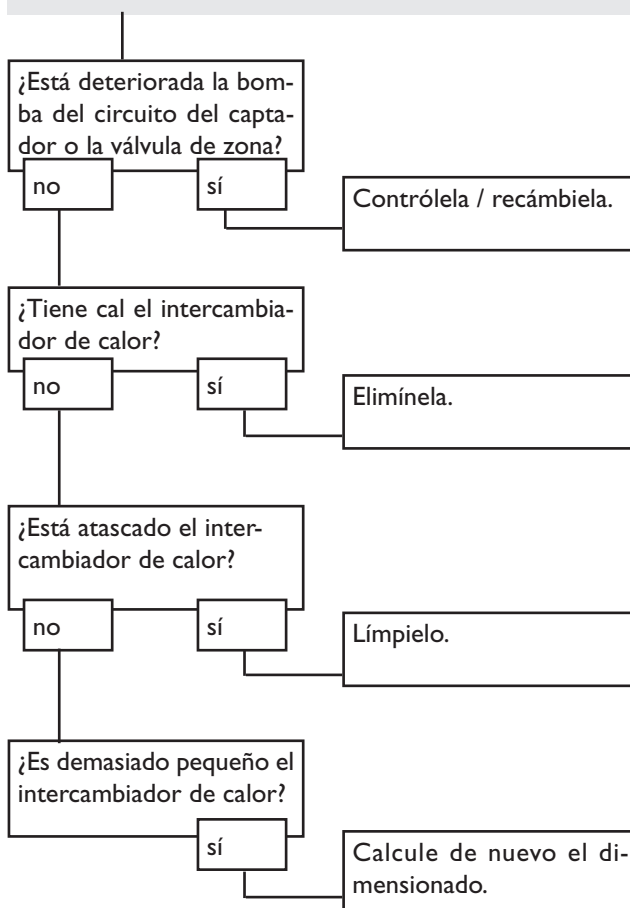 ¿Está deteriorada la bom-
ba del circuito del capta-
dor o la válvula de zona?
no
sí
Contrólela / recámbiela.
¿Tiene cal el intercambia-
dor de calor?
no
sí
Elimínela.
¿Está atascado el inter-
cambiador de calor?
no
sí
Límpielo.
¿Es demasiado pequeño el
intercambiador de calor?
sí
Calcule de nuevo el di-
mensionado.